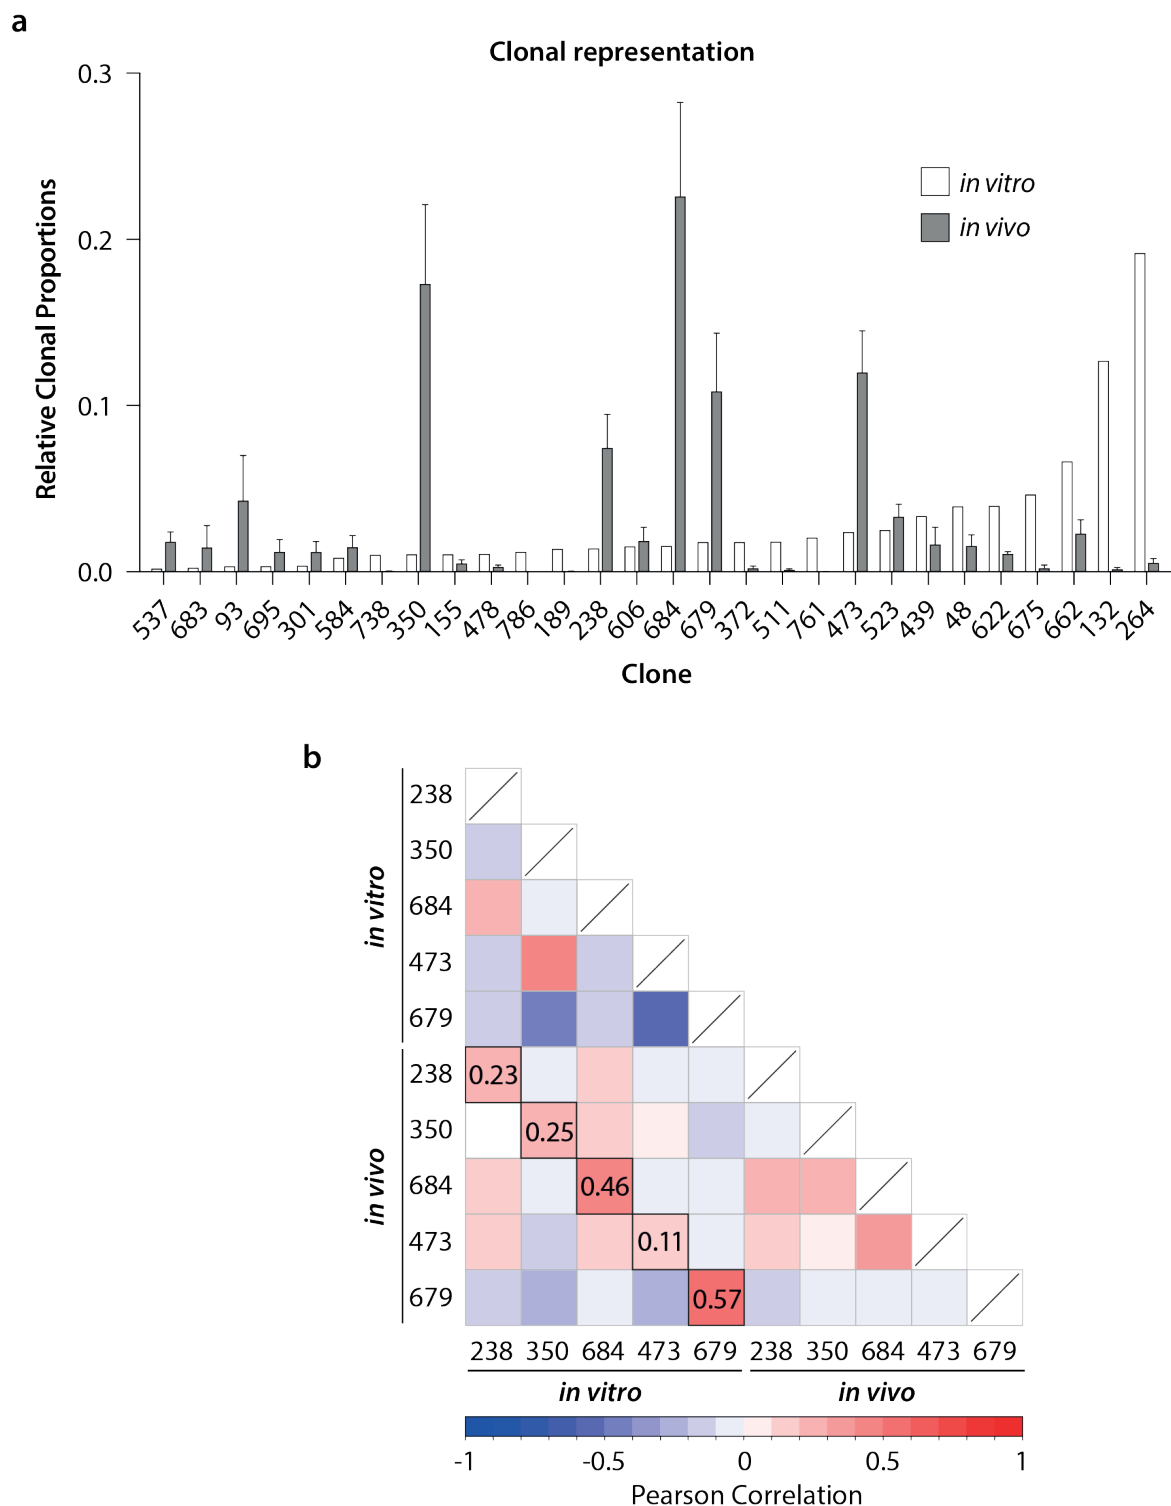 a
Clonal representation
Relative Clonal Proportions
0.3
0.2
0.1
0.0
in vitro
in vivo
537 683 93 695 301 584 738 350 155 478 786 189 238 606 684 679 372 511 761 473 523 439 48 622 675 662 132 264
Clone
b
in vitro
238
350
684
473
679
in vivo
238 0.23
350 0.25
684 0.46
473 0.11
679 0.57
238 350 684 473 679 238 350 684 473 679
in vitro in vivo
-1 -0.5 0 0.5 1
Pearson Correlation